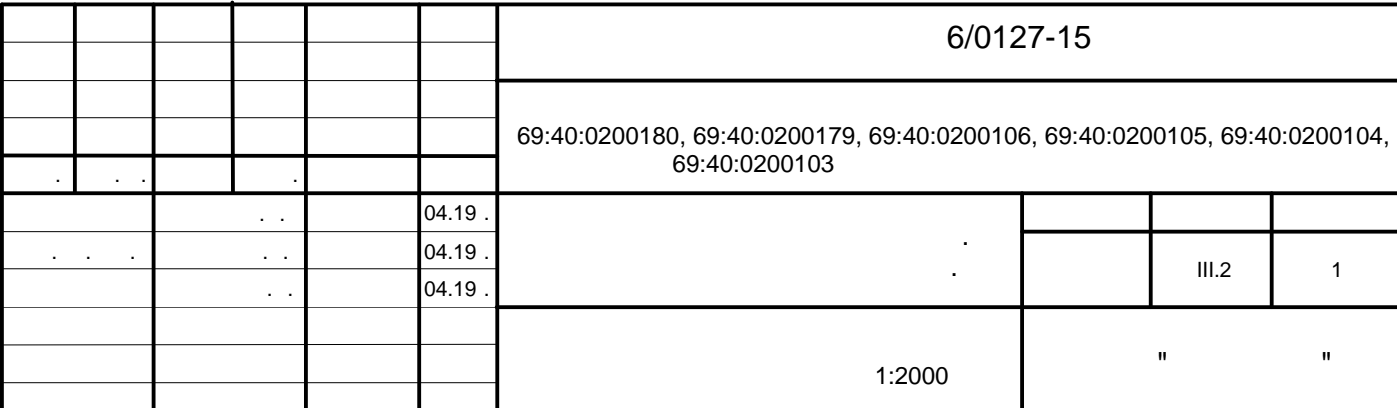 6/0127-15
69:40:0200180, 69:40:0200179, 69:40:0200106, 69:40:0200105, 69:40:0200104,
69:40:0200103
. . . .
. . 04.19 .
.
. . . . . 04.19 .
. III.2 1
. . 04.19 .
" "
1:2000